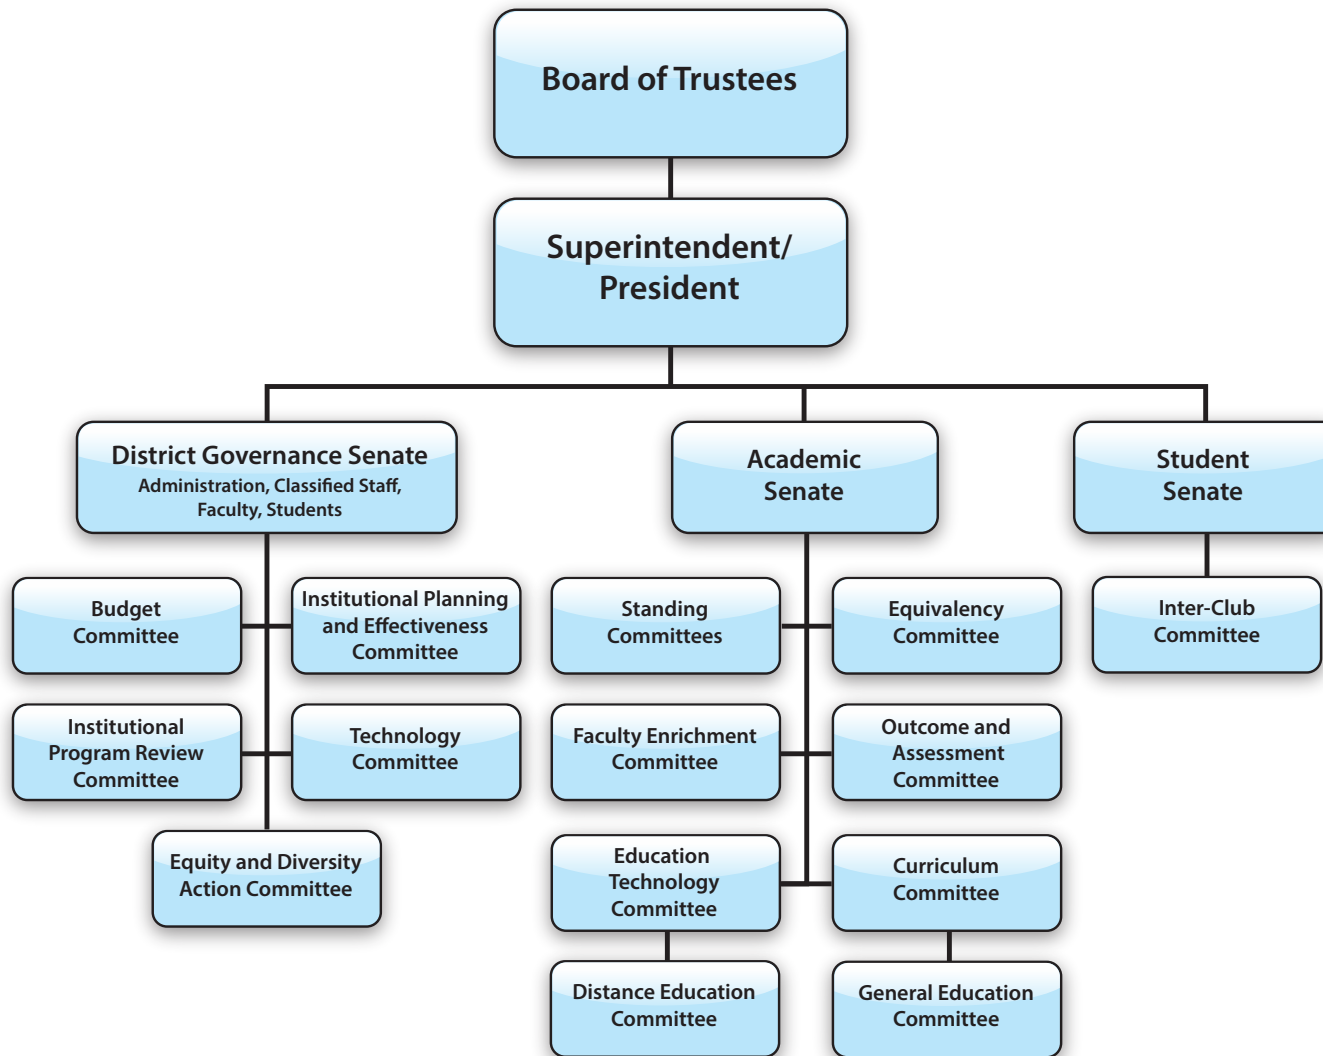 Board of Trustees
Superintendent/
President
District Governance Senate
Administration, Classified Staff,
Faculty, Students
Academic
Senate
Student
Senate
Budget
Committee
Institutional Planning
and Effectiveness
Committee
Standing
Committees
Equivalency
Committee
Inter-Club
Committee
Institutional
Program Review
Committee
Technology
Committee
Faculty Enrichment
Committee
Outcome and
Assessment
Committee
Equity and Diversity
Action Committee
Education
Technology
Committee
Curriculum
Committee
Distance Education
Committee
General Education
Committee